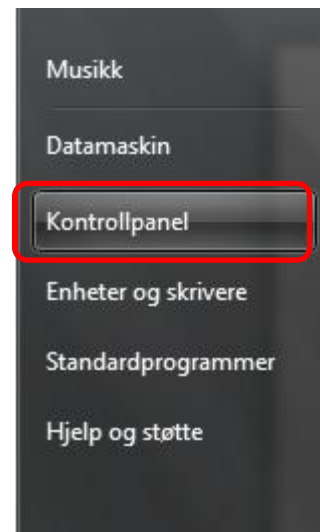 Musikk
Datamaskin
Kontrollpanel
Enheter og skrivere
Standardprogrammer
Hjelp og støtte